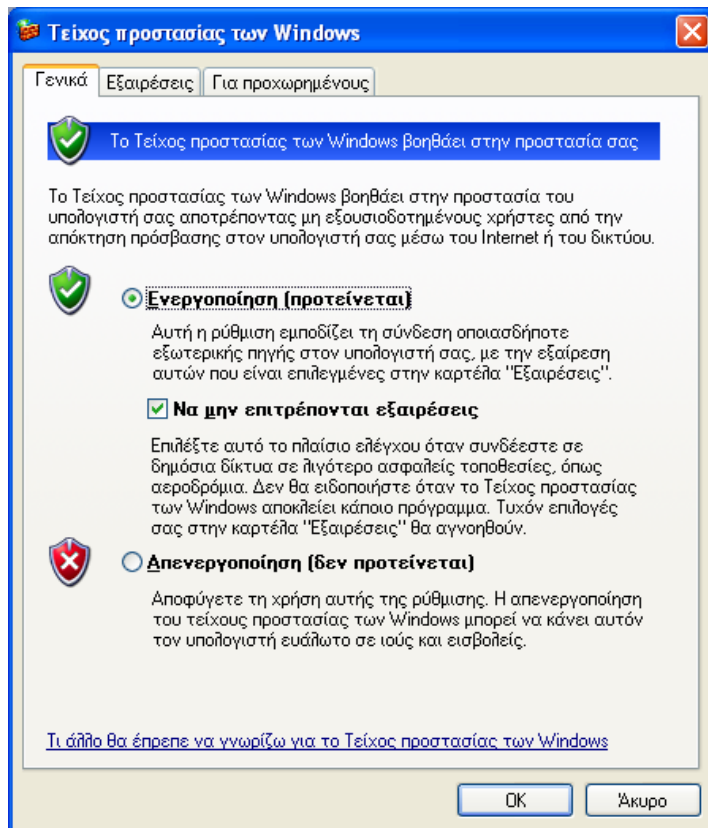 Τείχος προστασίας των Windows
Γενικά Εξαιρέσεις Για προχωρημένους
Το Τείχος προστασίας των Windows βοηθάει στην προστασία σας
Το Τείχος προστασίας των Windows βοηθάει στην προστασία του
υπολογιστή σας αποτρέποντας μη εξουσιοδοτημένους χρήστες από την
απόκτηση πρόσβασης στον υπολογιστή σας μέσω του Internet ή του δικτύου.
Ενεργοποίηση (προτείνεται)
Αυτή η ρύθμιση εμποδίζει τη σύνδεση οποιασδήποτε
εξωτερικής πηγής στον υπολογιστή σας, με την εξαίρεση
αυτών που είναι επιλεγμένες στην καρτέλα "Εξαιρέσεις".
Να μην επιτρέπονται εξαιρέσεις
Επιλέξτε αυτό το πλαίσιο ελέγχου όταν συνδέεστε σε
δημόσια δίκτυα σε λιγότερο ασφαλείς τοποθεσίες, όπως
αεροδρόμια. Δεν θα ειδοποιήστε όταν το Τείχος προστασίας
των Windows αποκλείει κάποιο πρόγραμμα. Τυχόν επιλογές
σας στην καρτέλα "Εξαιρέσεις" θα αγνοηθούν.
Απενεργοποίηση (δεν προτείνεται)
Αποφύγετε τη χρήση αυτής της ρύθμισης. Η απενεργοποίηση
του τείχους προστασίας των Windows μπορεί να κάνει αυτόν
τον υπολογιστή ευάλωτο σε ιούς και εισβολείς.
Τι άλλο θα έπρεπε να γνωρίζω για το Τείχος προστασίας των Windows
OK Άκυρο